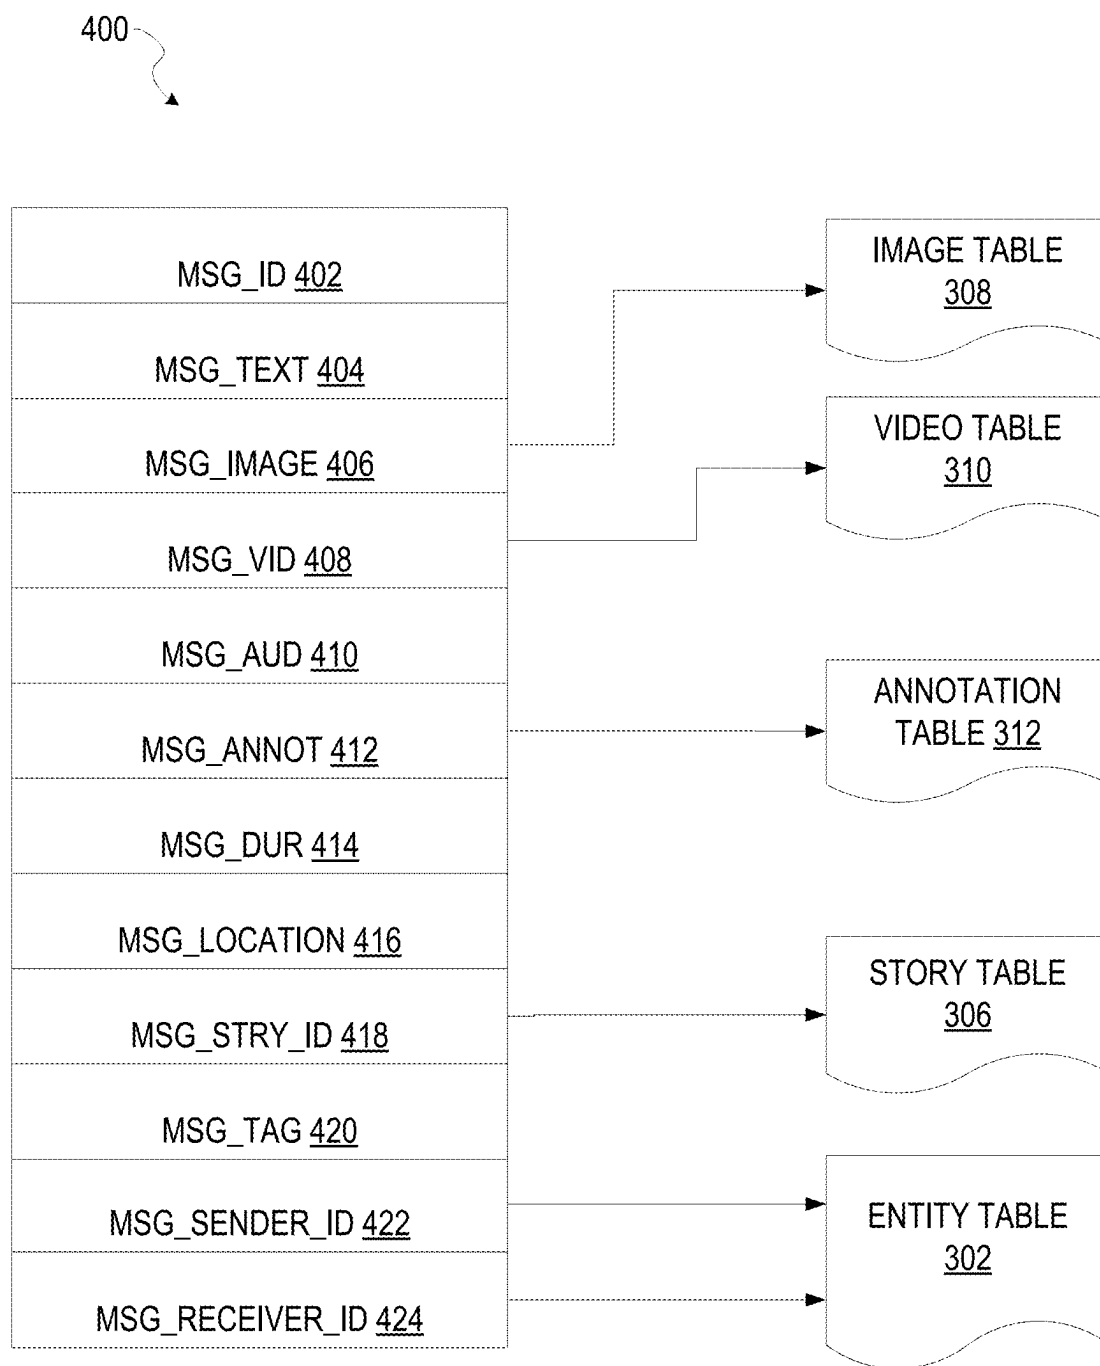 400
MSG_ID 402
MSG_TEXT 404
MSG_IMAGE 406
MSG_VID 408
MSG_AUD 410
MSG_ANNOT 412
MSG_DUR 414
MSG_LOCATION 416
MSG_STRY_ID 418
MSG_TAG 420
MSG_SENDER_ID 422
MSG_RECEIVER_ID 424
IMAGE TABLE
308
VIDEO TABLE
310
ANNOTATION
TABLE 312
STORY TABLE
306
ENTITY TABLE
302